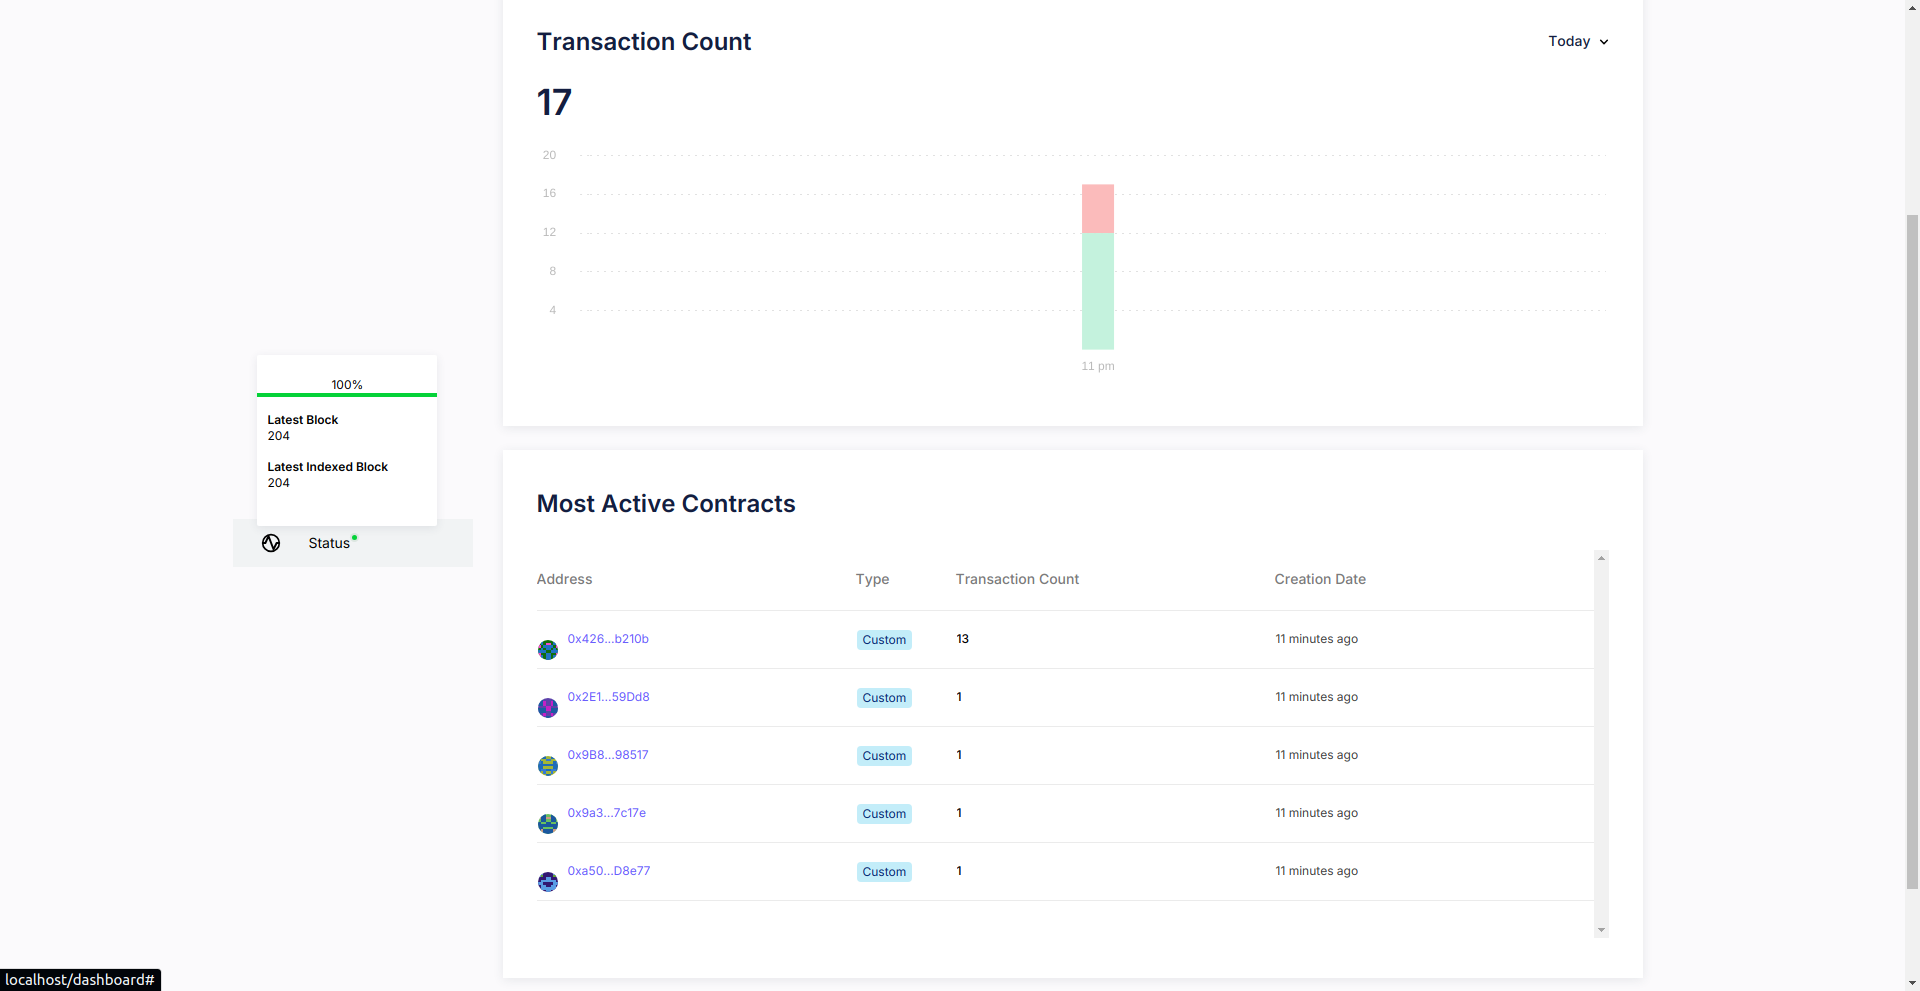 Transaction Count
Today
17
20
16
12
8
4
11 pm
100%
Latest Block
204
Latest Indexed Block
204
Status
Most Active Contracts
Address Type Transaction Count Creation Date
0x426...b210b Custom 13 11 minutes ago
0x2E1...59Dd8 Custom 1 11 minutes ago
0x9B8...98517 Custom 1 11 minutes ago
0x9a3...7c17e Custom 1 11 minutes ago
0xa50...D8e77 Custom 1 11 minutes ago
localhost/dashboard#